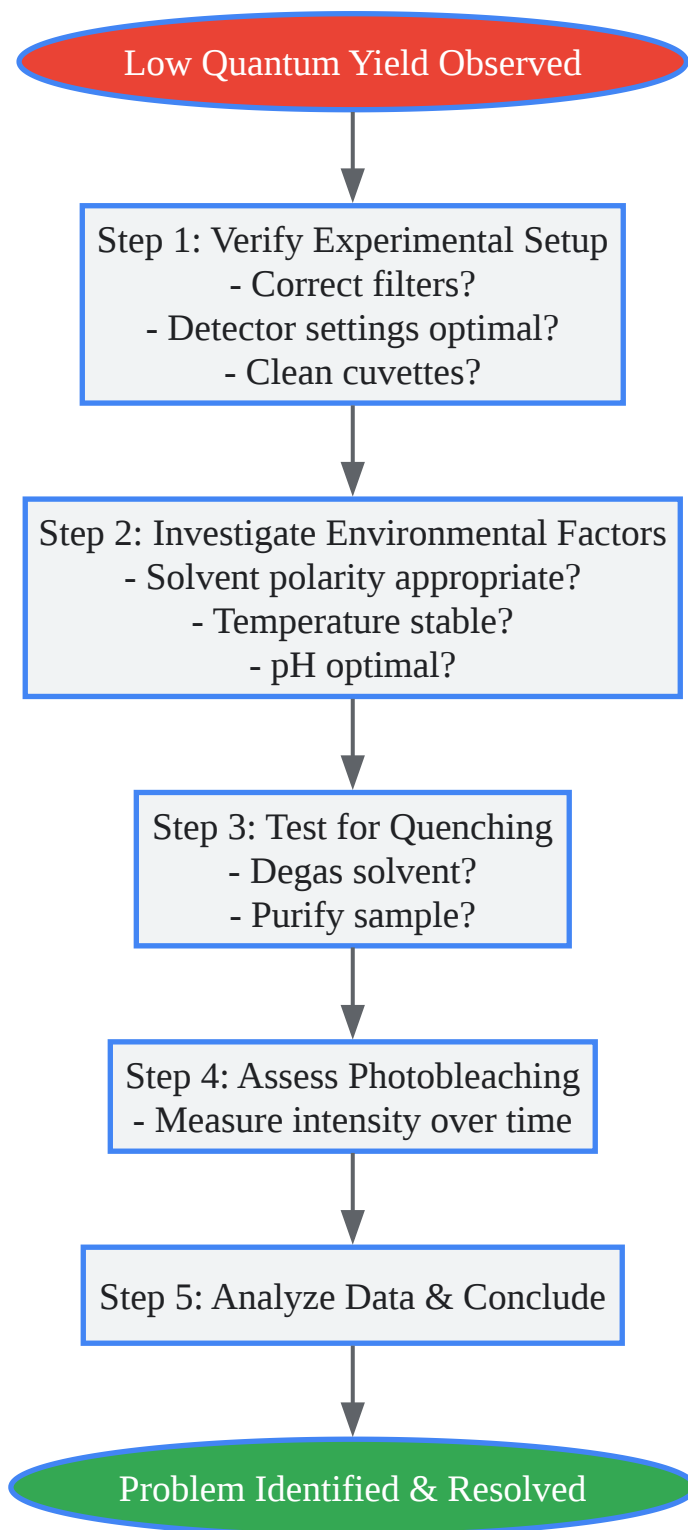 Low Quantum Yield Observed
Step 1: Verify Experimental Setup
- Correct filters?
- Detector settings optimal?
- Clean cuvettes?
Step 2: Investigate Environmental Factors
- Solvent polarity appropriate?
- Temperature stable?
- pH optimal?
Step 3: Test for Quenching
- Degas solvent?
- Purify sample?
Step 4: Assess Photobleaching
- Measure intensity over time
Step 5: Analyze Data & Conclude
Problem Identified & Resolved